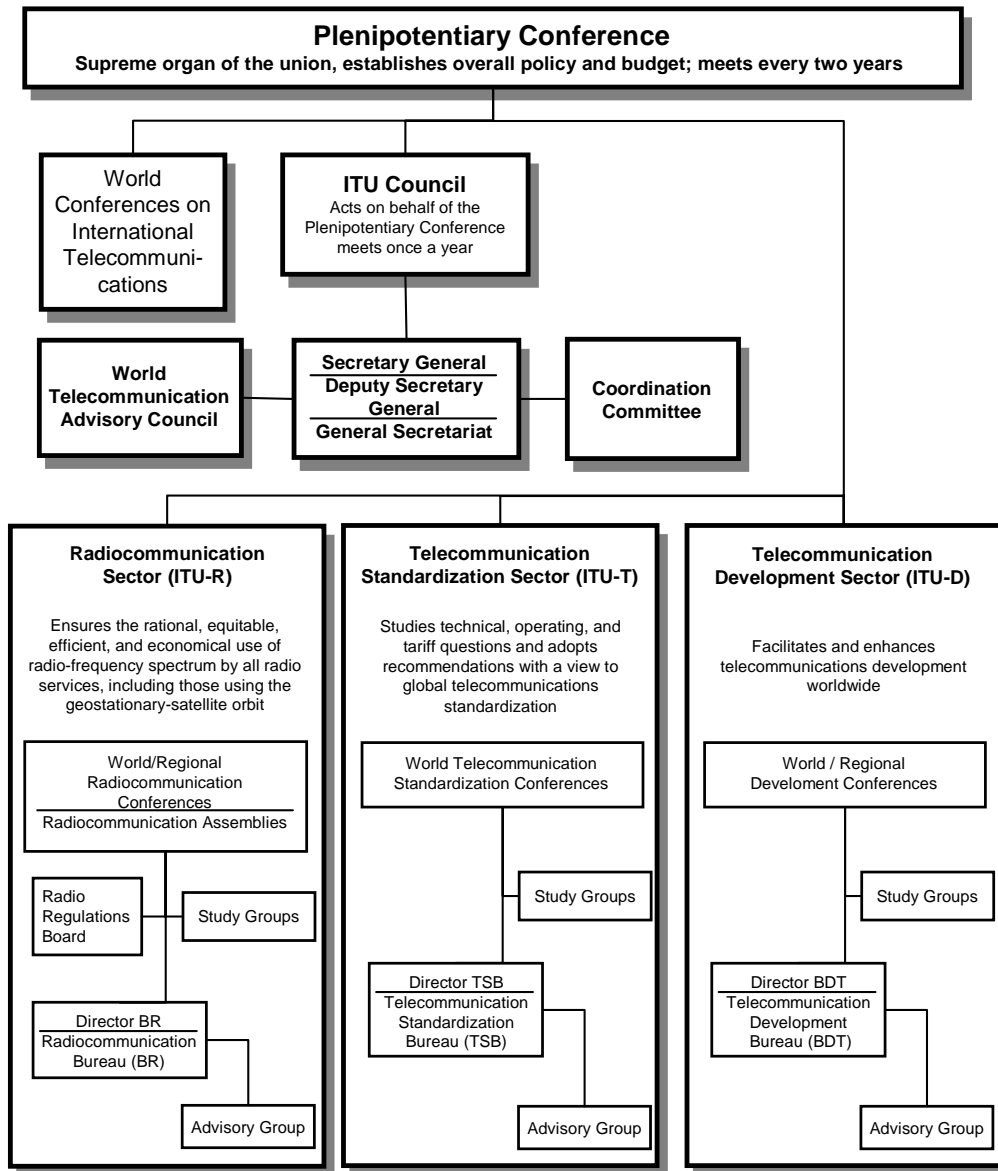 Plenipotentiary Conference
Supreme organ of the union, establishes overall policy and budget; meets every two years
World
Conferences on
International
Telecommuni-
cations
ITU Council
Acts on behalf of the
Plenipotentiary Conference
meets once a year
World
Telecommunication
Advisory Council
Secretary General
Deputy Secretary
General
General Secretariat
Coordination
Committee
Radiocommunication
Sector (ITU-R)
Ensures the rational, equitable,
efficient, and economical use of
radio-frequency spectrum by all radio
services, including those using the
geostationary-satellite orbit
World/Regional
Radiocommunication
Conferences
Radiocommunication Assemblies
Radio
Regulations
Board
Study Groups
Director BR
Radiocommunication
Bureau (BR)
Advisory Group
Telecommunication
Standardization Sector (ITU-T)
Studies technical, operating, and
tariff questions and adopts
recommendations with a view to
global telecommunications
standardization
World Telecommunication
Standardization Conferences
Study Groups
Director TSB
Telecommunication
Standardization
Bureau (TSB)
Advisory Group
Telecommunication
Development Sector (ITU-D)
Facilitates and enhances
telecommunications development
worldwide
World / Regional
Develoment Conferences
Study Groups
Director BDT
Telecommunication
Development
Bureau (BDT)
Advisory Group